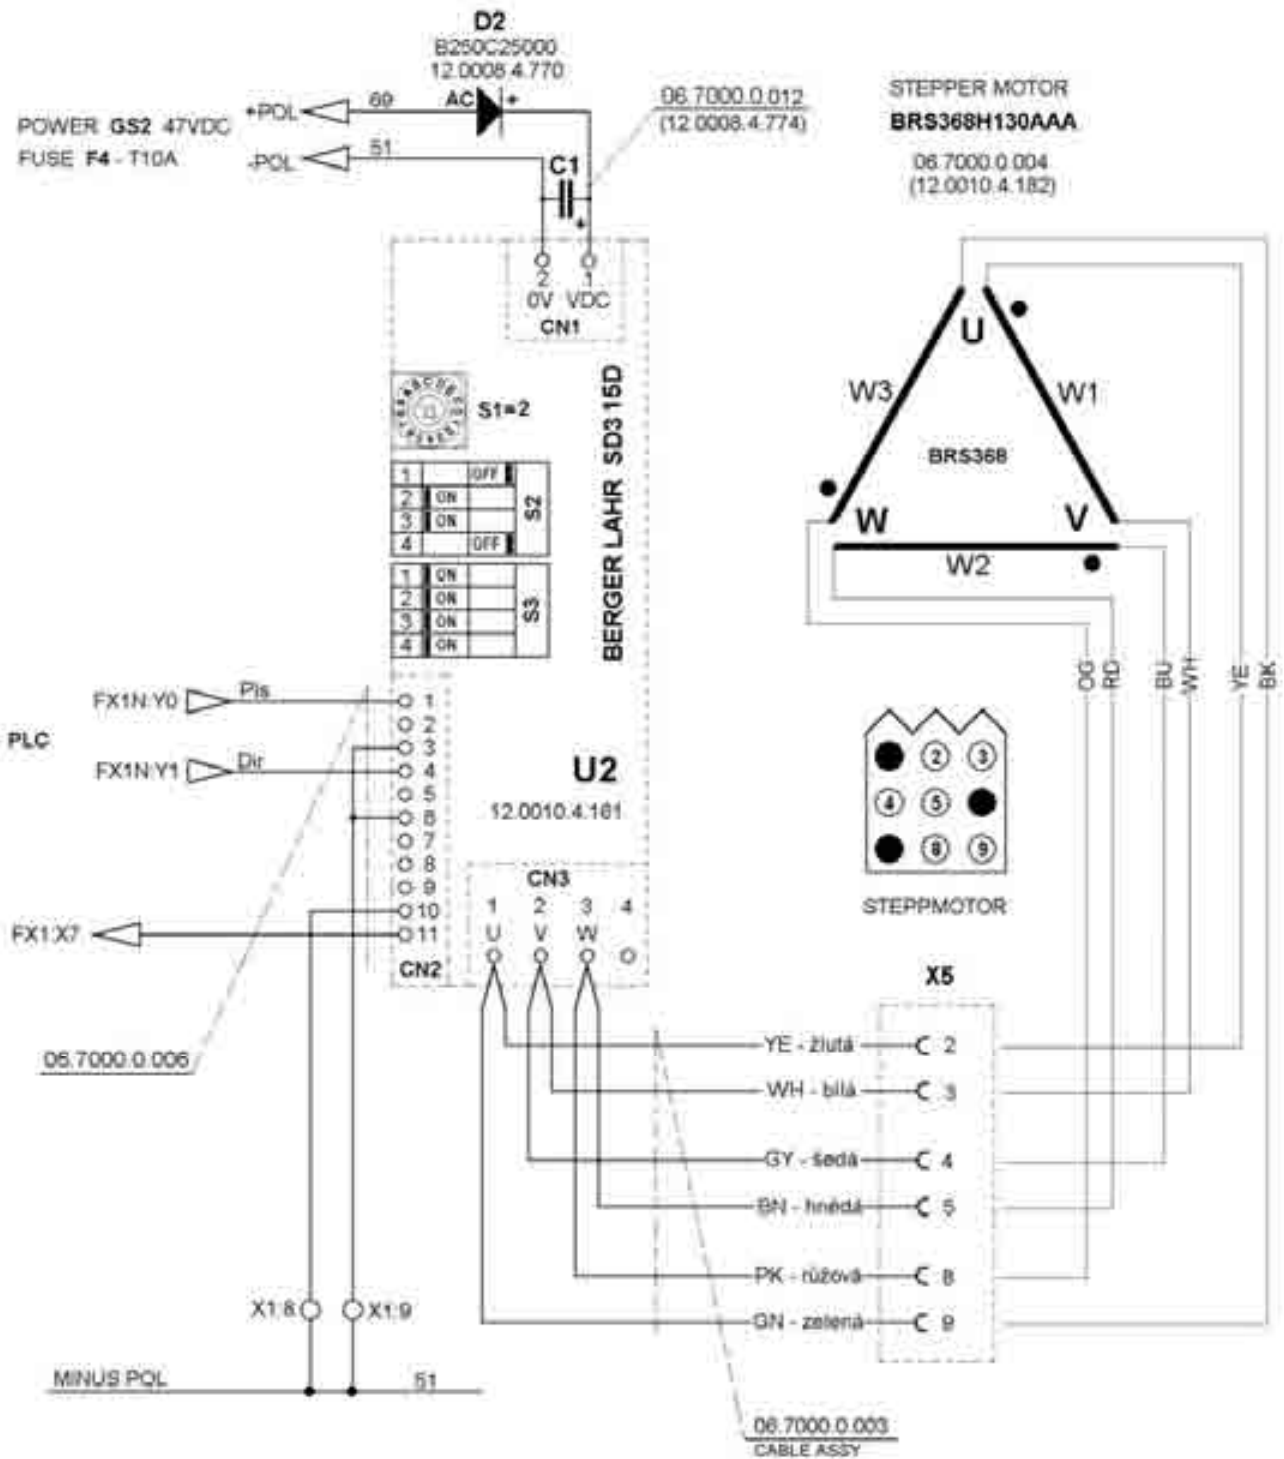 D2
B250C25000
12.0008.4.770
POWER GS2 47VDC
FUSE F4 - T10A
+POL
69
AC
+
-POL
51
C1
+
06.7000.0.012
(12.0008.4.774)
STEPPER MOTOR
BRS368H130AAA
06.7000.0.004
(12.0010.4.182)
2
1
0V VDC
CN1
BERGER LAHR SD3 15D
S1=2
1 OFF
2 ON
3 ON
4 OFF
S2
1 ON
2 ON
3 ON
4 ON
S3
U
W3
W1
BRS368
W
V
W2
OG
RD
BU
WH
YE
BK
PLC
FX1N:Y0
Pls
FX1N:Y1
Dir
FX1:X7
1
2
3
4
5
6
7
8
9
10
11
CN2
U2
12.0010.4.161
CN3
1 2 3 4
U V W
06.7000.0.006
2 3
4 5
8 9
STEPPMOTOR
X5
YE - žlutá 2
WH - bílá 3
GY - šedá 4
BN - hnědá 5
PK - růžová 8
GN - zelená 9
X1:8
X1:9
MINUS POL
51
06.7000.0.003
CABLE ASSY